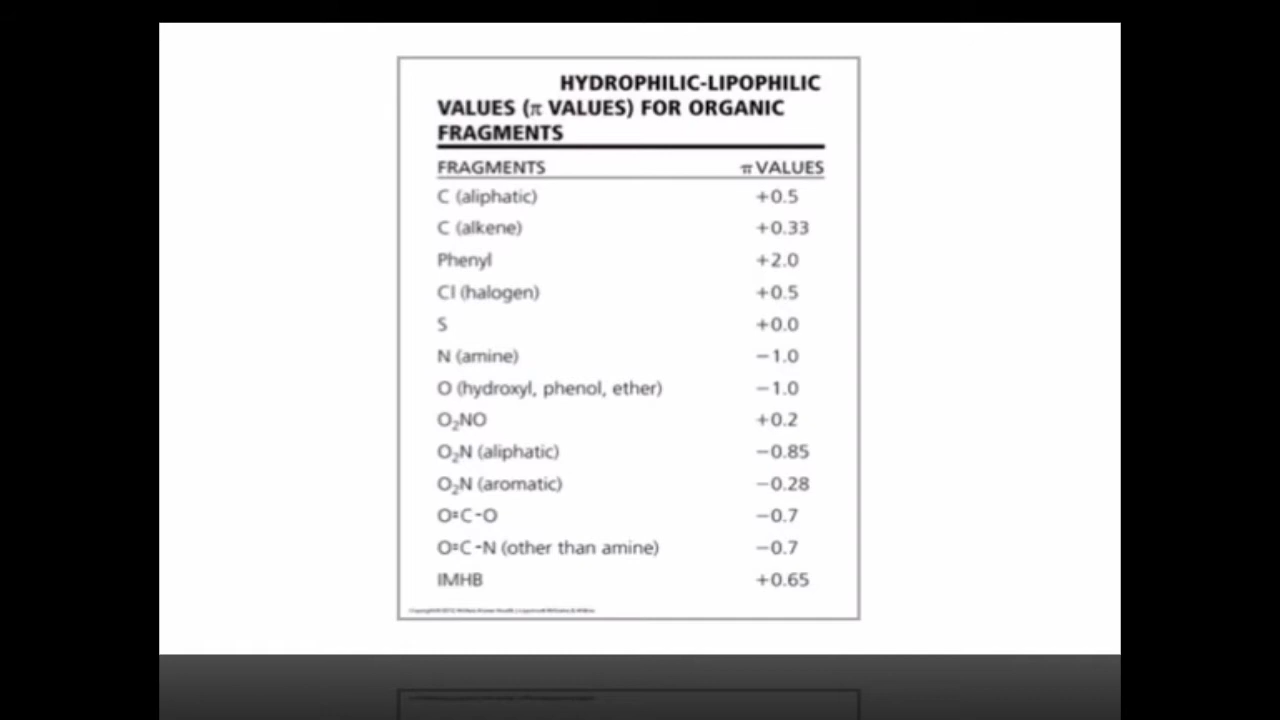 HYDROPHILIC-LIPOPHILIC
VALUES (π VALUES) FOR ORGANIC
FRAGMENTS
FRAGMENTS π VALUES
C (aliphatic) +0.5
C (alkene) +0.33
Phenyl +2.0
Cl (halogen) +0.5
S +0.0
N (amine) −1.0
O (hydroxyl, phenol, ether) −1.0
O₂NO +0.2
O₂N (aliphatic) −0.85
O₂N (aromatic) −0.28
O=C-O −0.7
O=C-N (other than amine) −0.7
IMHB +0.65